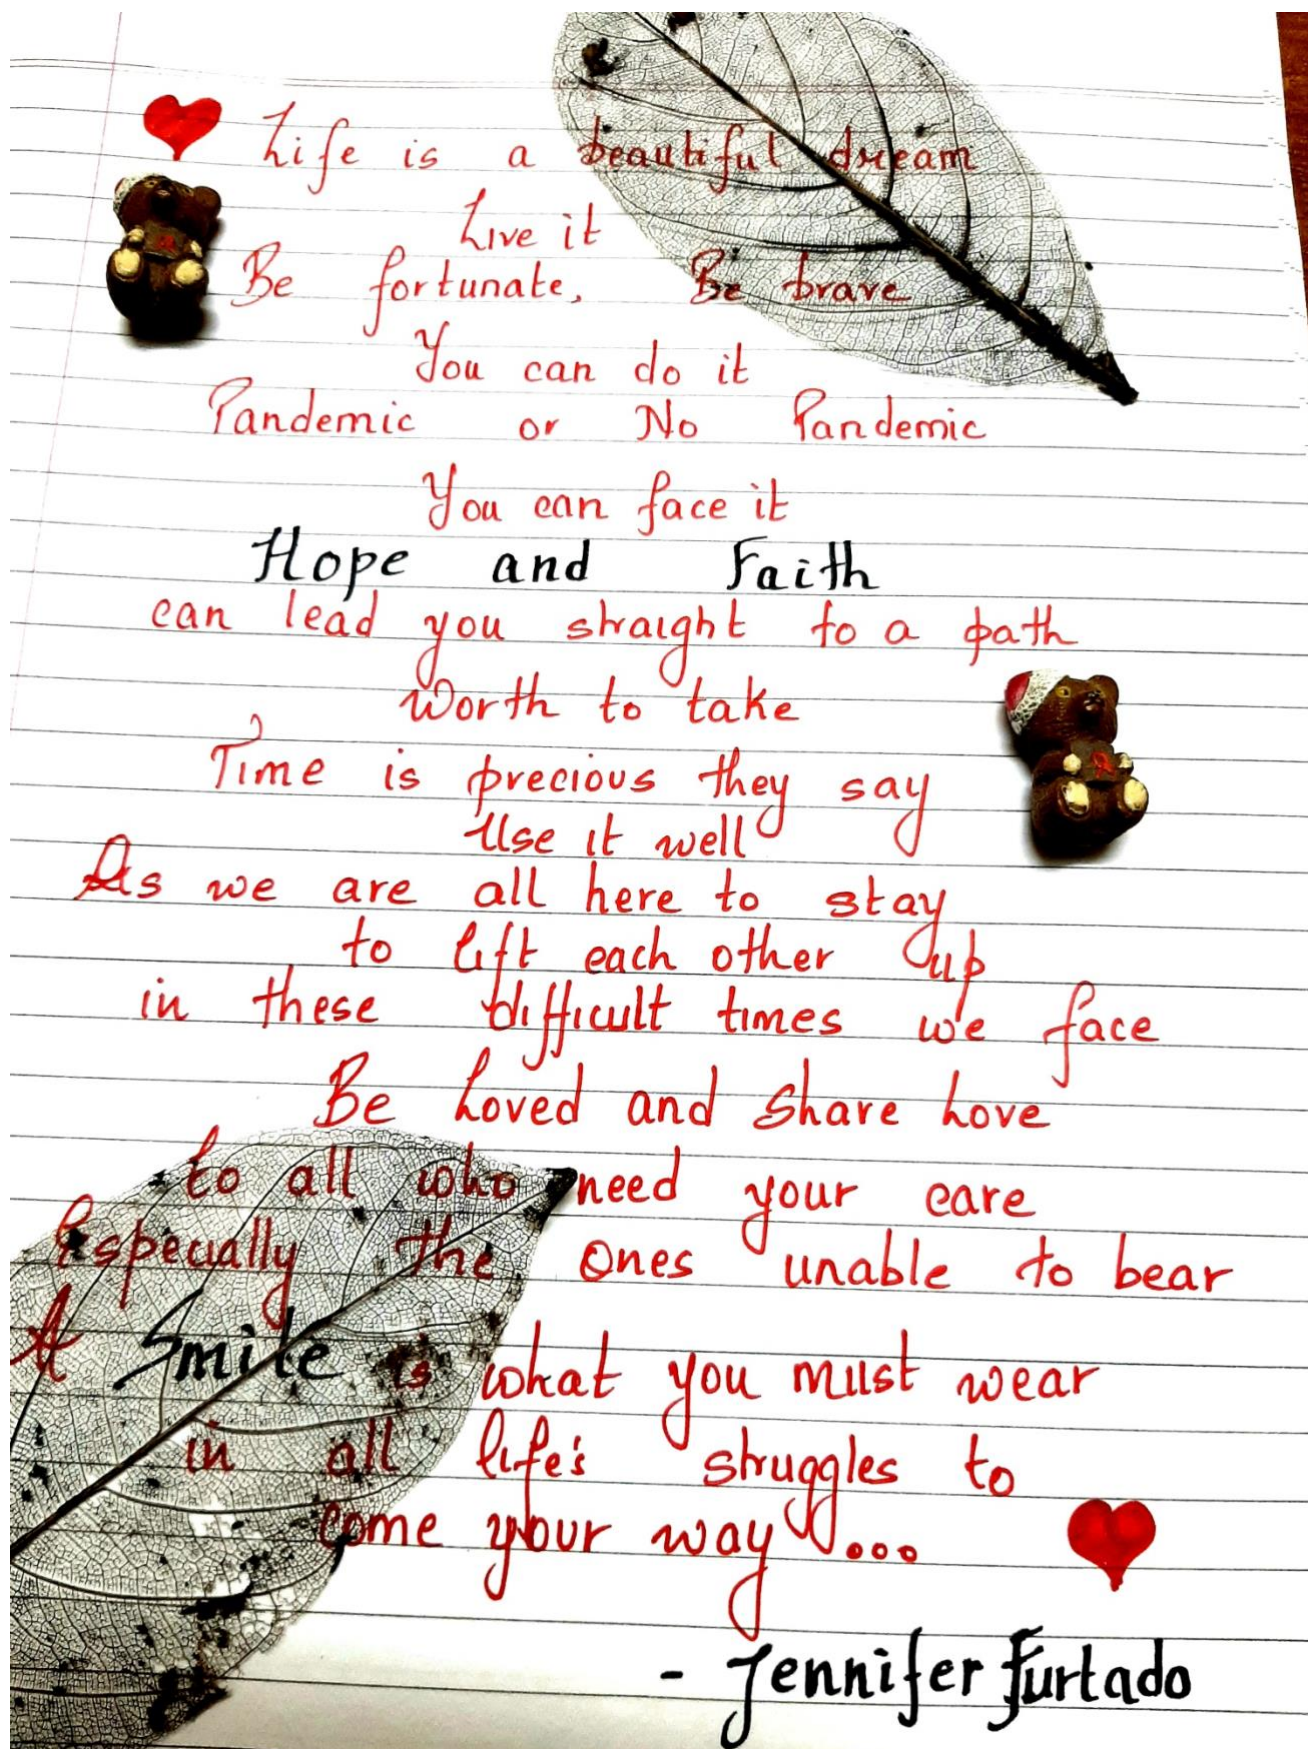 Life is a beautiful dream
Live it
Be fortunate, Be brave
You can do it
Pandemic or No Pandemic
You can face it
Hope and Faith
can lead you straight to a path
worth to take
Time is precious they say
Use it well
As we are all here to stay
to lift each other up
in these difficult times we face
Be Loved and Share Love
to all who need your care
Especially the Ones unable to bear
A Smile is what you must wear
in all life's struggles to
come your way ...
- Jennifer Furtado